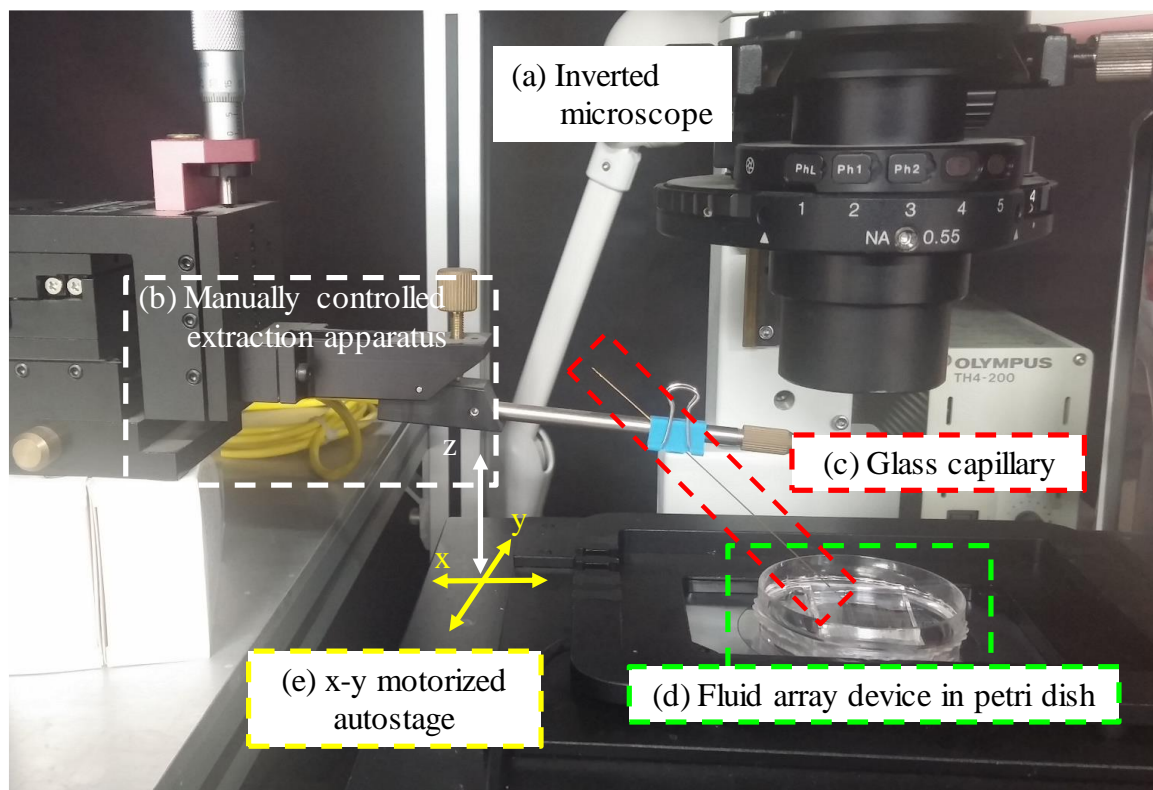 (a) Inverted
microscope
PhL Ph1 Ph2
1 2 3 4 5 4
NA 0.55
(b) Manually controlled
extraction apparatus
OLYMPUS
TH4-200
z
(c) Glass capillary
y
x
(e) x-y motorized
autostage
(d) Fluid array device in petri dish